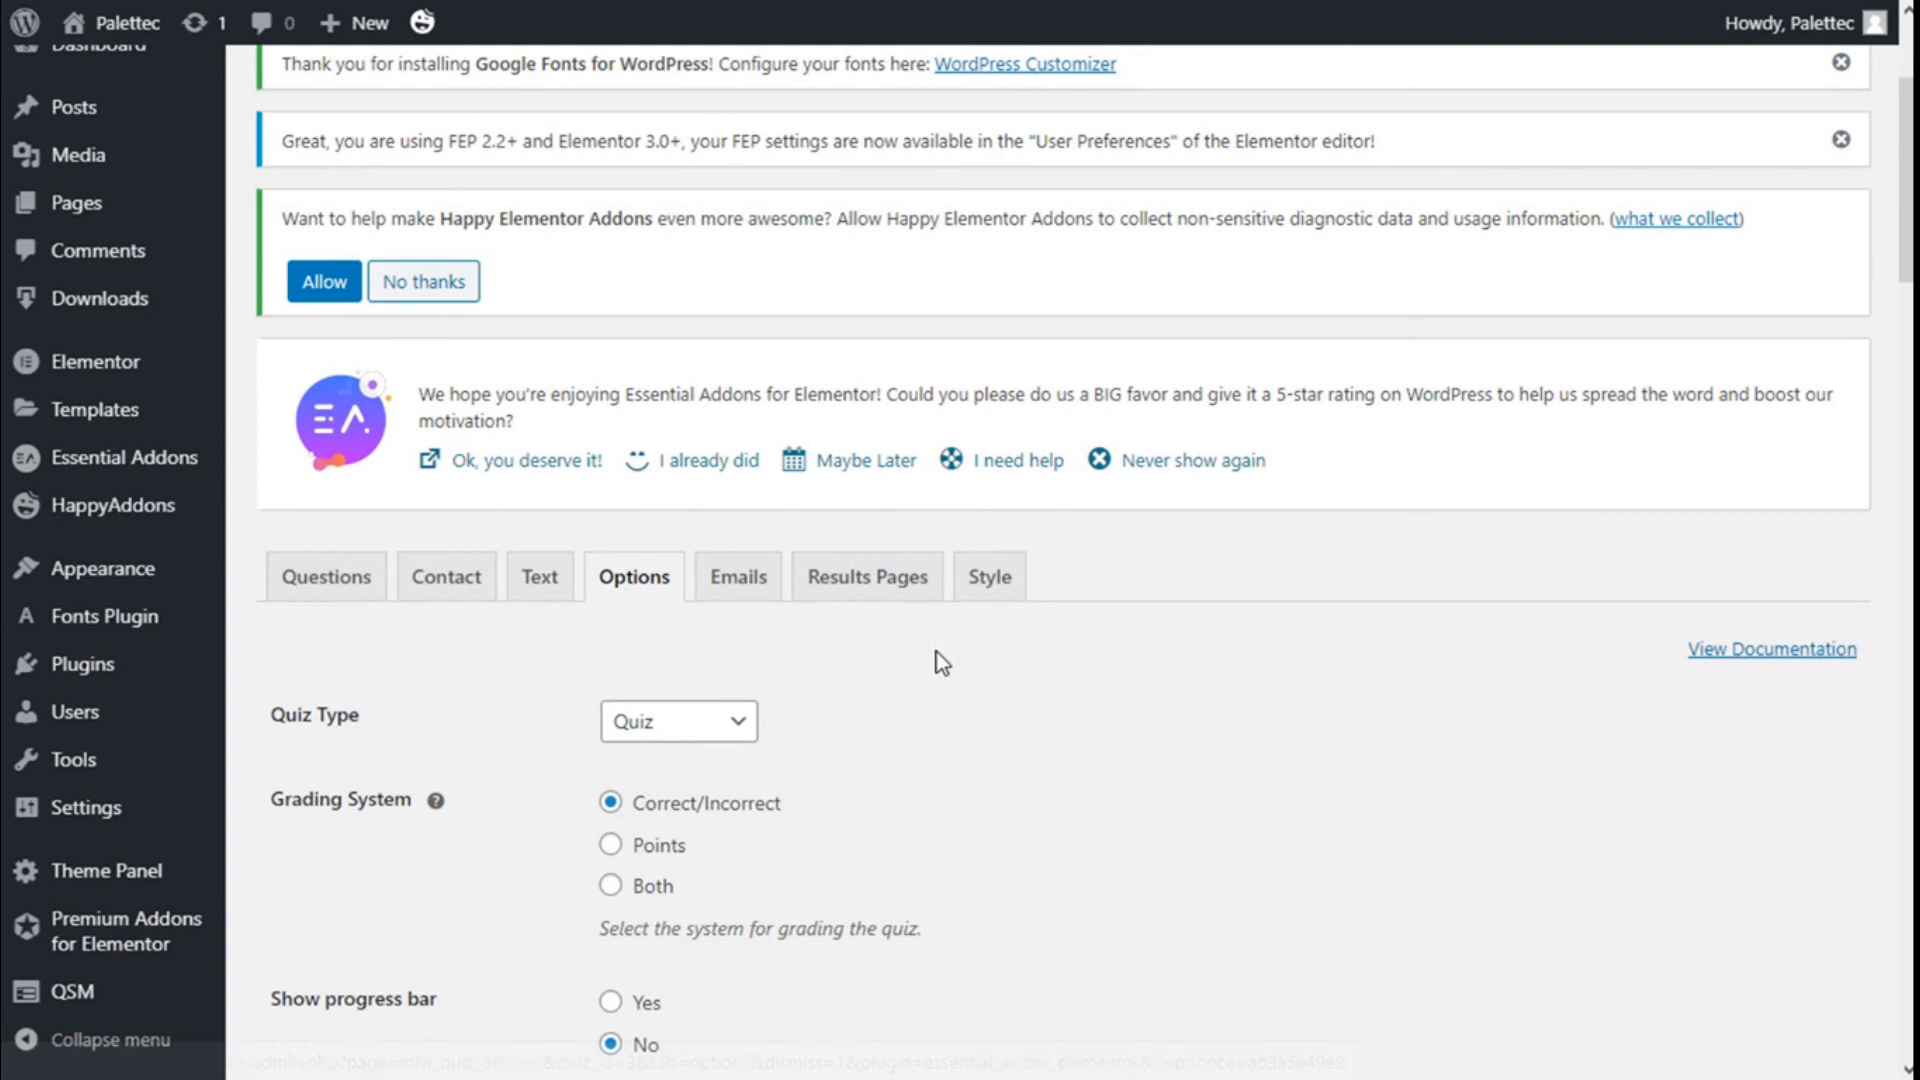 Palettec
1
0
New
Howdy, Palettec
Dashboard
Posts
Media
Pages
Comments
Downloads
Elementor
Templates
Essential Addons
HappyAddons
Appearance
Fonts Plugin
Plugins
Users
Tools
Settings
Theme Panel
Premium Addons
for Elementor
QSM
Collapse menu
Thank you for installing Google Fonts for WordPress! Configure your fonts here: WordPress Customizer
Great, you are using FEP 2.2+ and Elementor 3.0+, your FEP settings are now available in the "User Preferences" of the Elementor editor!
Want to help make Happy Elementor Addons even more awesome? Allow Happy Elementor Addons to collect non-sensitive diagnostic data and usage information. (what we collect)
Allow
No thanks
We hope you're enjoying Essential Addons for Elementor! Could you please do us a BIG favor and give it a 5-star rating on WordPress to help us spread the word and boost our
motivation?
Ok, you deserve it!
I already did
Maybe Later
I need help
Never show again
Questions
Contact
Text
Options
Emails
Results Pages
Style
View Documentation
Quiz Type
Quiz
Grading System
Correct/Incorrect
Points
Both
Select the system for grading the quiz.
Show progress bar
Yes
No